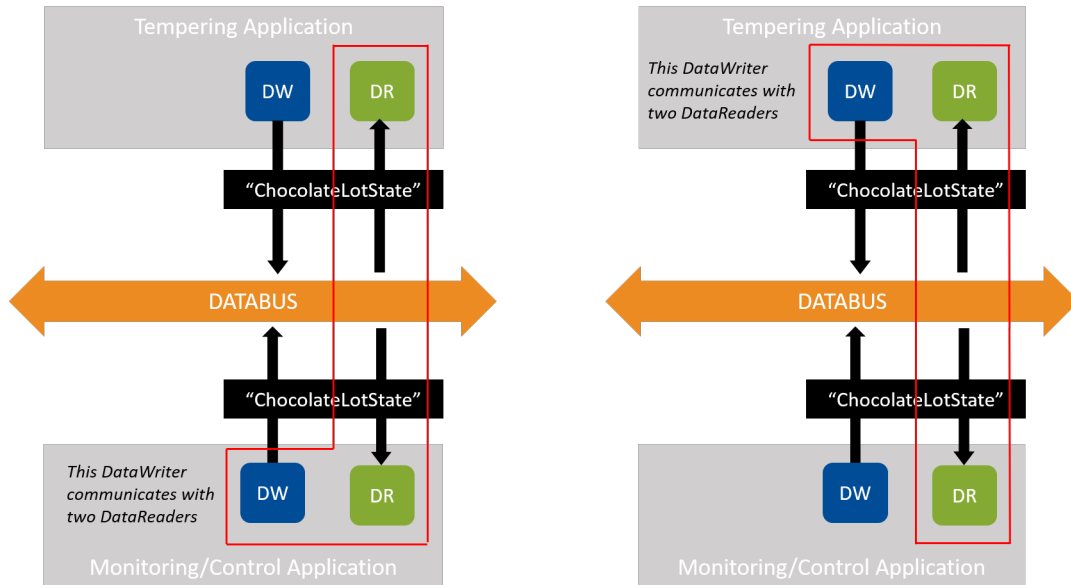 Tempering Application
DW
DR
“ChocolateLotState”
DATABUS
“ChocolateLotState”
This DataWriter
communicates with
two DataReaders
DW
DR
Monitoring/Control Application
Tempering Application
This DataWriter
communicates with
two DataReaders
DW
DR
“ChocolateLotState”
DATABUS
“ChocolateLotState”
DW
DR
Monitoring/Control Application